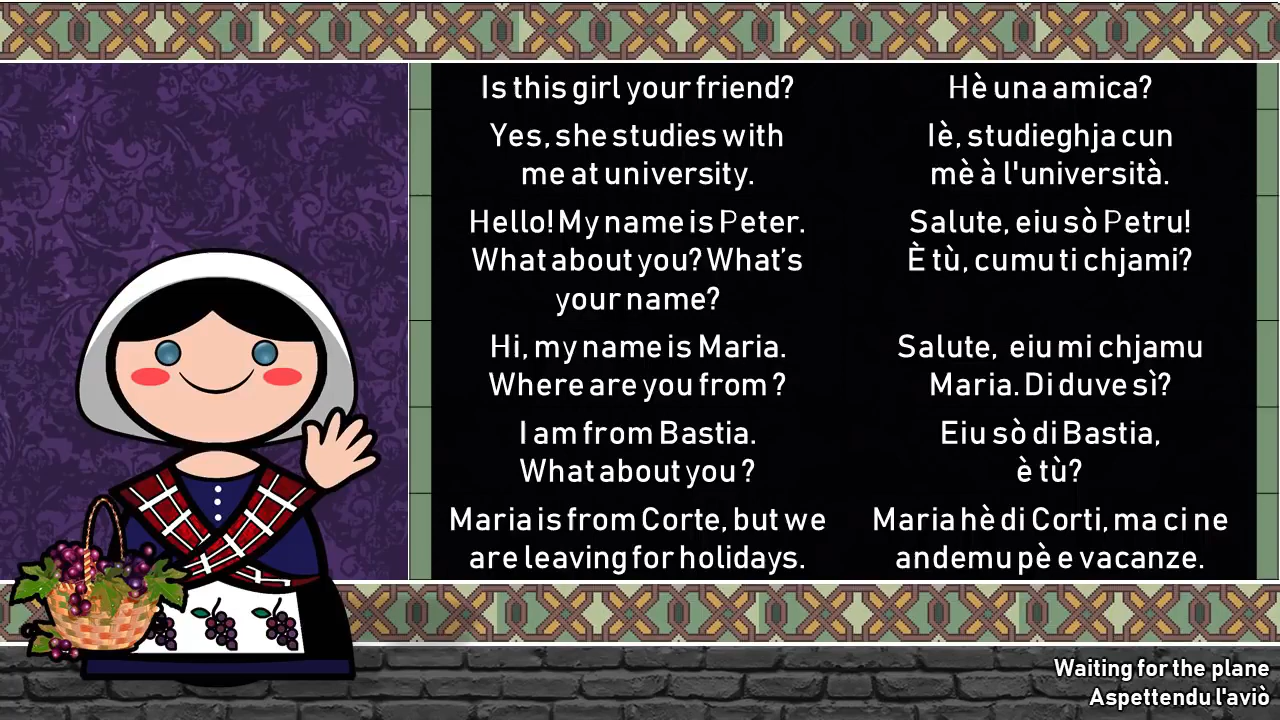 Is this girl your friend?
Hè una amica?
Yes, she studies with
me at university.
Iè, studieghja cun
mè à l'università.
Hello! My name is Peter.
What about you? What’s
your name?
Salute, eiu sò Petru!
È tù, cumu ti chjami?
Hi, my name is Maria.
Where are you from ?
Salute, eiu mi chjamu
Maria. Di duve sì?
I am from Bastia.
What about you ?
Eiu sò di Bastia,
è tù?
Maria is from Corte, but we
are leaving for holidays.
Maria hè di Corti, ma ci ne
andemu pè e vacanze.
Waiting for the plane
Aspettendu l'aviò